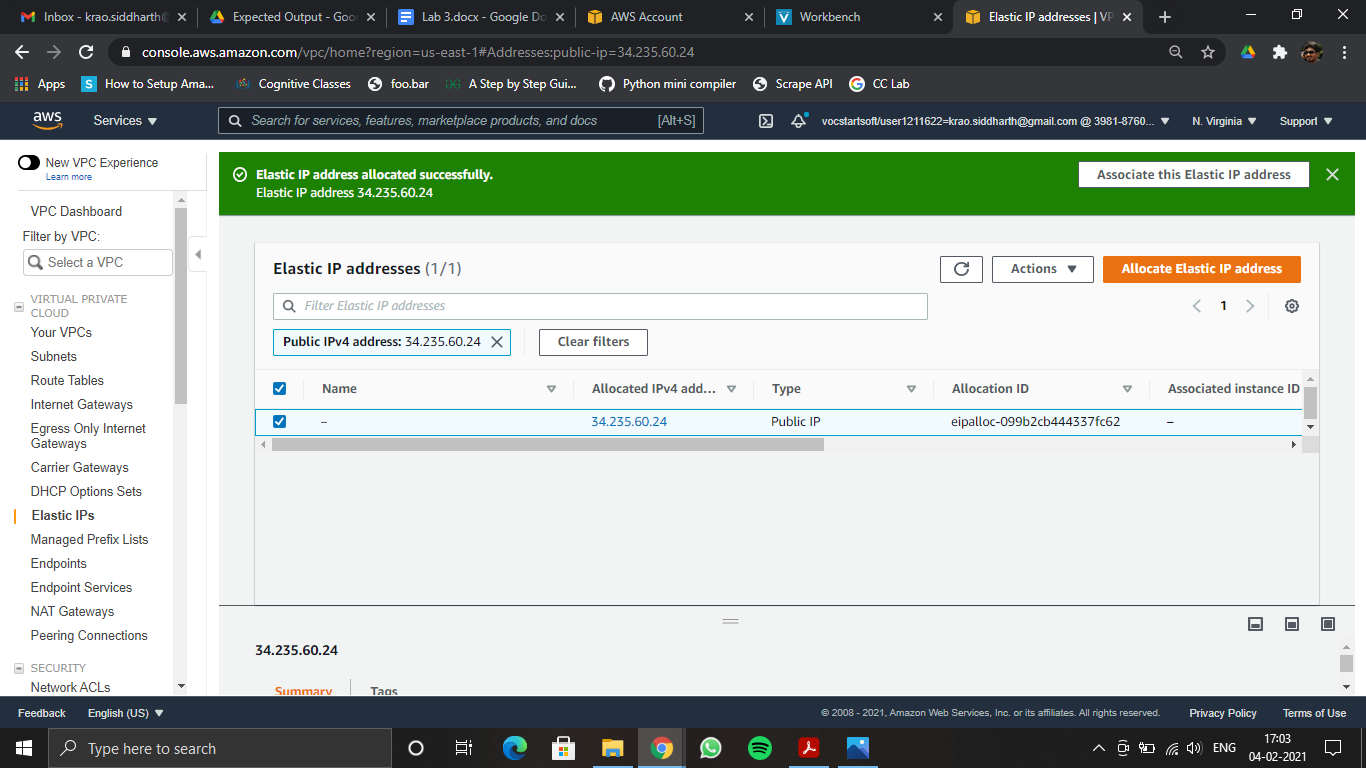 Inbox - krao.siddharth@
Expected Output - Goo
Lab 3.docx - Google Do
AWS Account
Workbench
Elastic IP addresses | VP
console.aws.amazon.com/vpc/home?region=us-east-1#Addresses:public-ip=34.235.60.24
Apps
How to Setup Ama...
Cognitive Classes
foo.bar
A Step by Step Gui...
Python mini compiler
Scrape API
CC Lab
aws
Services
Search for services, features, marketplace products, and docs
[Alt+S]
vocstartsoft/user1211622=krao.siddharth@gmail.com @ 3981-8760...
N. Virginia
Support
New VPC Experience
Learn more
VPC Dashboard
Filter by VPC:
Select a VPC
VIRTUAL PRIVATE
CLOUD
Your VPCs
Subnets
Route Tables
Internet Gateways
Egress Only Internet
Gateways
Carrier Gateways
DHCP Options Sets
Elastic IPs
Managed Prefix Lists
Endpoints
Endpoint Services
NAT Gateways
Peering Connections
SECURITY
Network ACLs
Elastic IP address allocated successfully.
Elastic IP address 34.235.60.24
Associate this Elastic IP address
Elastic IP addresses (1/1)
Actions
Allocate Elastic IP address
Filter Elastic IP addresses
1
Public IPv4 address: 34.235.60.24
Clear filters
Name
Allocated IPv4 add...
Type
Allocation ID
Associated instance ID
–
34.235.60.24
Public IP
eipalloc-099b2cb444337fc62
–
34.235.60.24
Summary
Tags
Feedback
English (US)
© 2008 - 2021, Amazon Web Services, Inc. or its affiliates. All rights reserved.
Privacy Policy
Terms of Use
Type here to search
ENG
17:03
04-02-2021